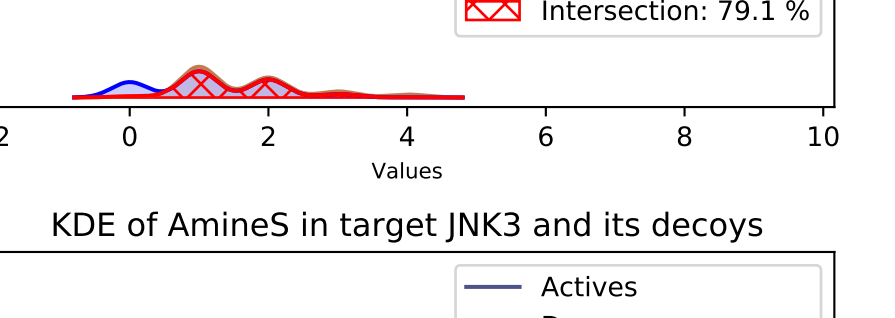 Intersection: 79.1 %
2 0 2 4 6 8 10
Values
KDE of AmineS in target JNK3 and its decoys
Actives